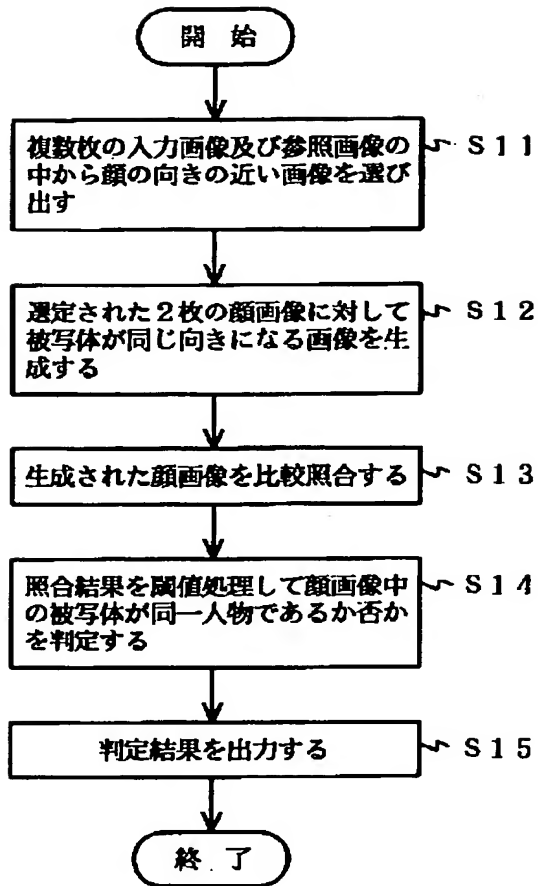 開 始
複数枚の入力画像及び参照画像の S11
中から顔の向きの近い画像を選び
出す
選定された2枚の顔画像に対して S12
被写体が同じ向きになる画像を生
成する
生成された顔画像を比較照合する S13
照合結果を閾値処理して顔画像中 S14
の被写体が同一人物であるか否か
を判定する
判定結果を出力する S15
終 了